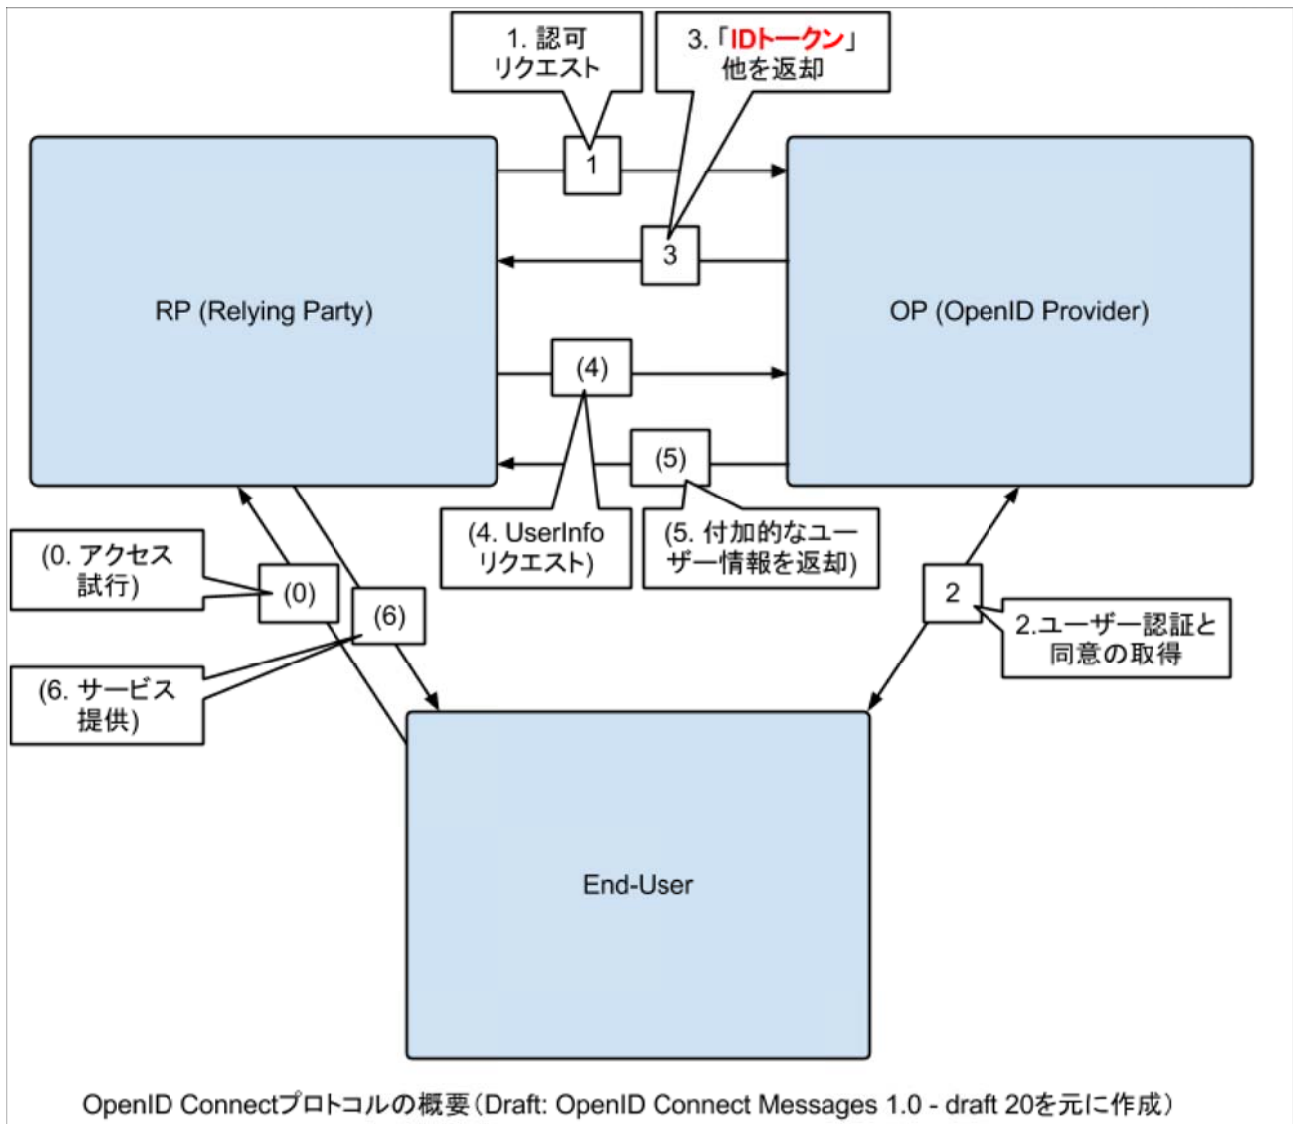 1. 認可
リクエスト
3. 「IDトークン」
他を返却
1
3
RP (Relying Party)
OP (OpenID Provider)
(4)
(5)
(4. UserInfo
リクエスト)
(5. 付加的なユー
ザー情報を返却)
(0. アクセス
試行)
(0)
(6)
2
2.ユーザー認証と
同意の取得
(6. サービス
提供)
End-User
OpenID Connectプロトコルの概要(Draft: OpenID Connect Messages 1.0 - draft 20を元に作成)